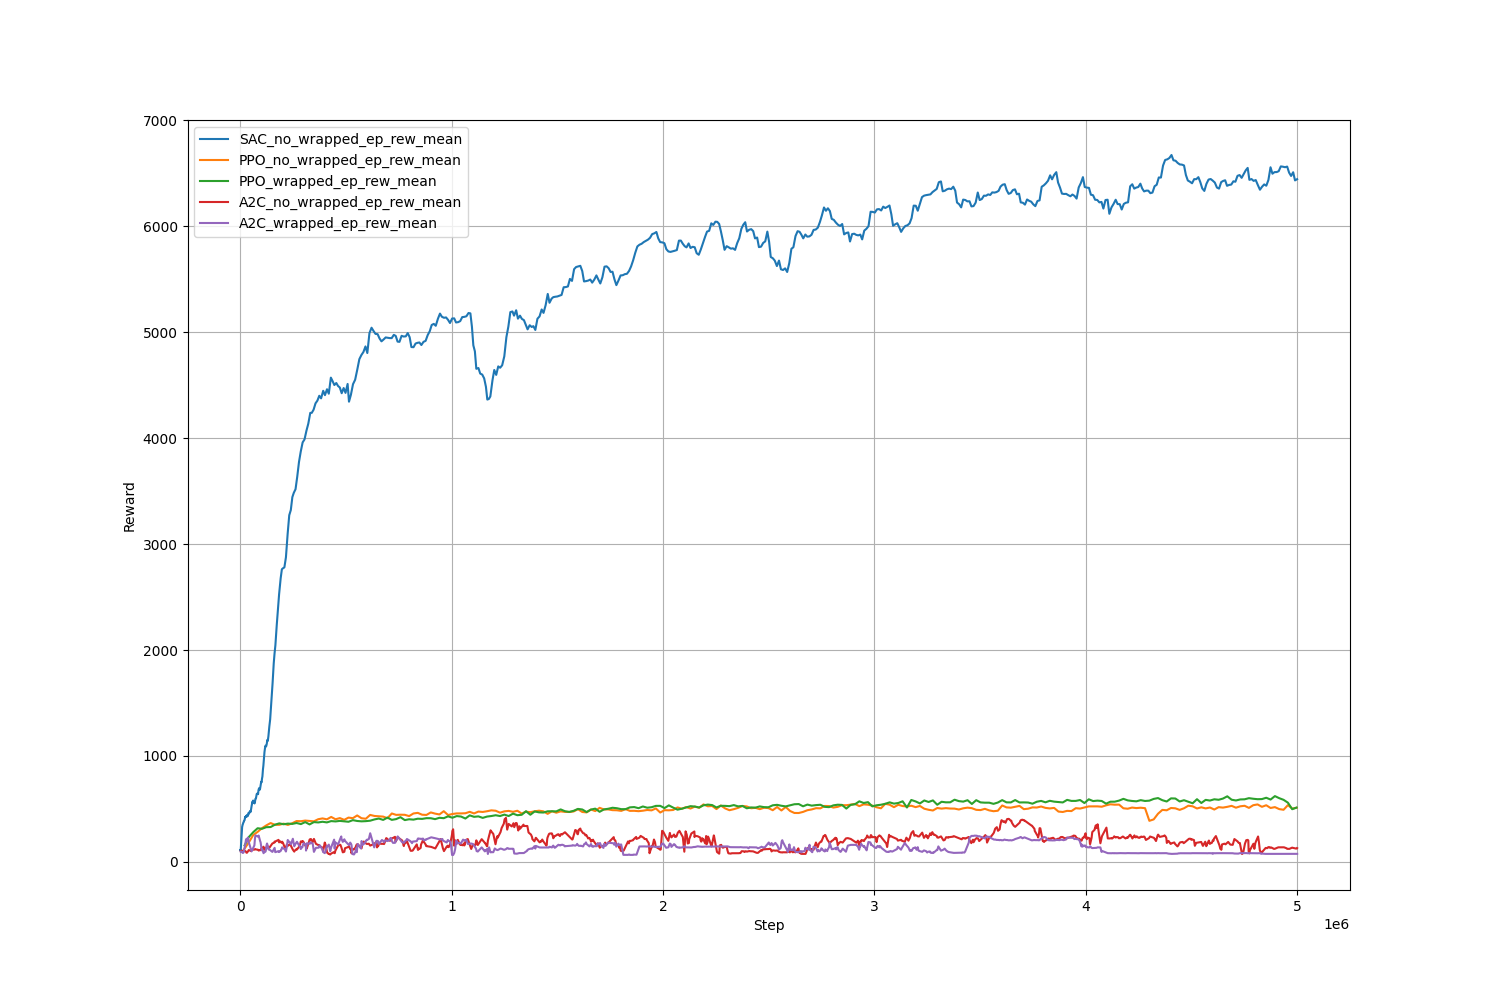 SAC_no_wrapped_ep_rew_mean
PPO_no_wrapped_ep_rew_mean
PPO_wrapped_ep_rew_mean
A2C_no_wrapped_ep_rew_mean
A2C_wrapped_ep_rew_mean
7000
6000
5000
4000
3000
2000
1000
0
Reward
0 1 2 3 4 5
1e6
Step